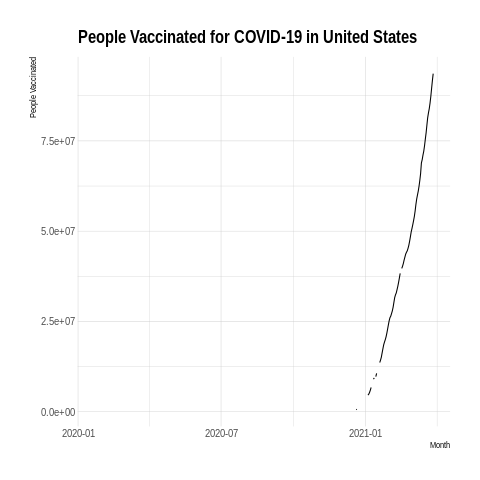 People Vaccinated for COVID-19 in United States
People Vaccinated
7.5e+07
5.0e+07
2.5e+07
0.0e+00
2020-01
2020-07
2021-01
Month